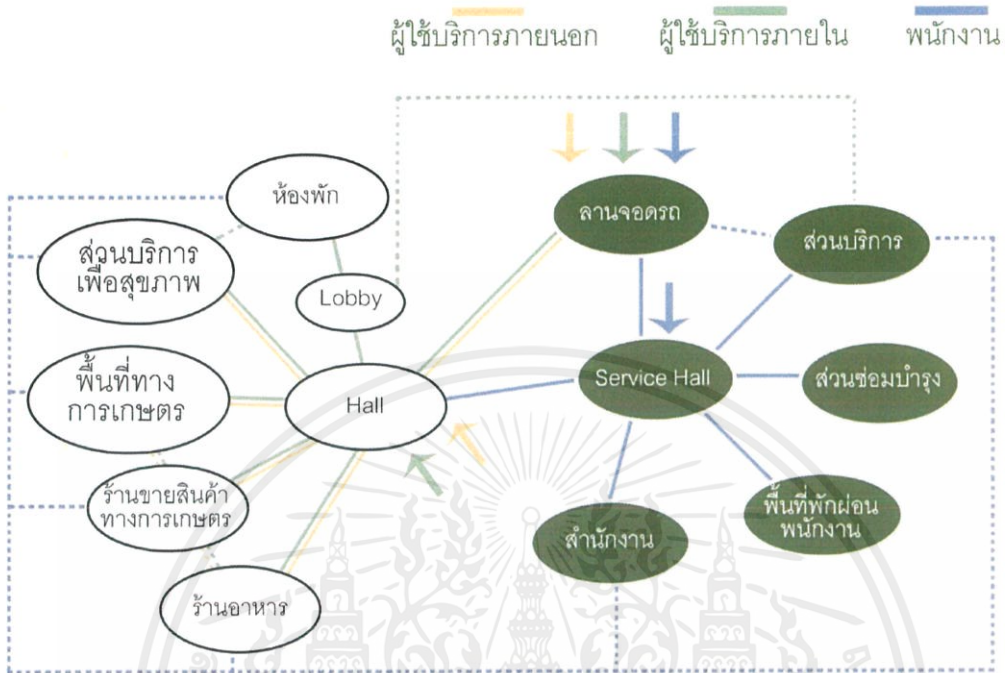 ผู้ใช้บริการภายนอก ผู้ใช้บริการภายใน พนักงาน
ห้องพัก
ลานจอดรถ
ส่วนบริการ
ส่วนบริการ
เพื่อสุขภาพ
Lobby
พื้นที่ทาง
การเกษตร
Hall
Service Hall
ส่วนซ่อมบำรุง
ร้านขายสินค้า
ทางการเกษตร
สำนักงาน
พื้นที่พักผ่อน
พนักงาน
ร้านอาหาร